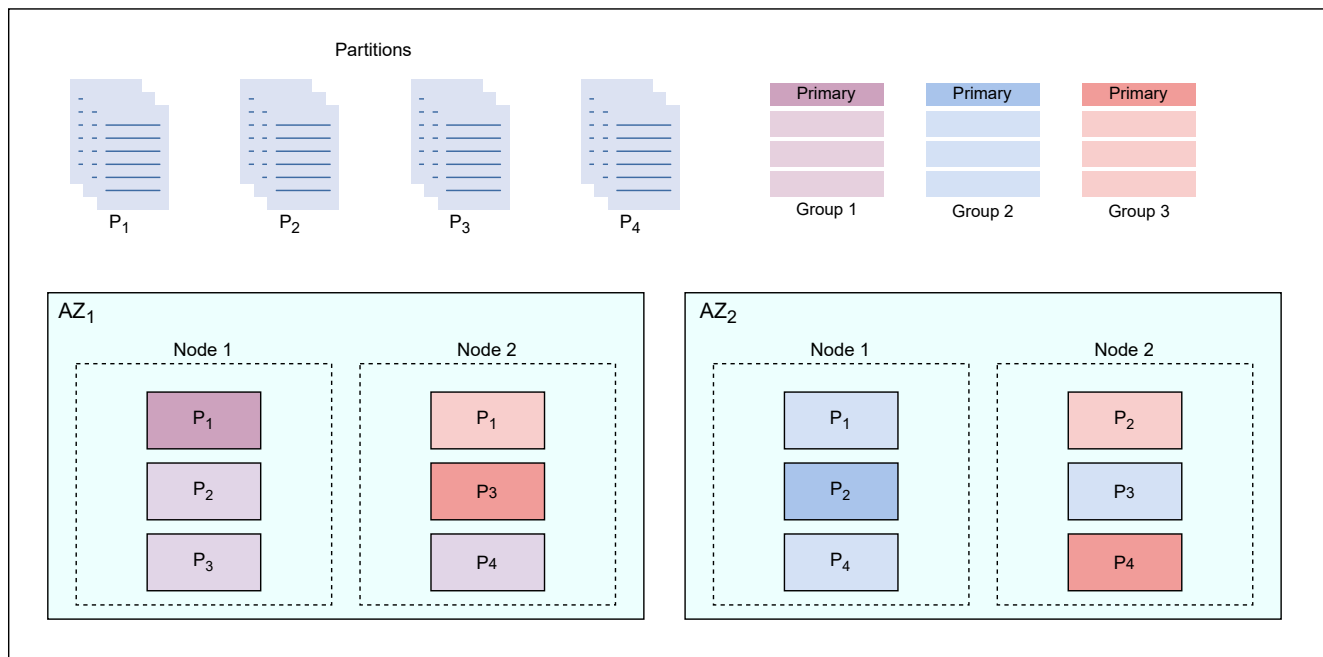 Partitions
P1
P2
P3
P4
Primary
Primary
Primary
Group 1
Group 2
Group 3
AZ1
Node 1
Node 2
P1
P2
P3
P1
P3
P4
AZ2
Node 1
Node 2
P1
P2
P4
P2
P3
P4